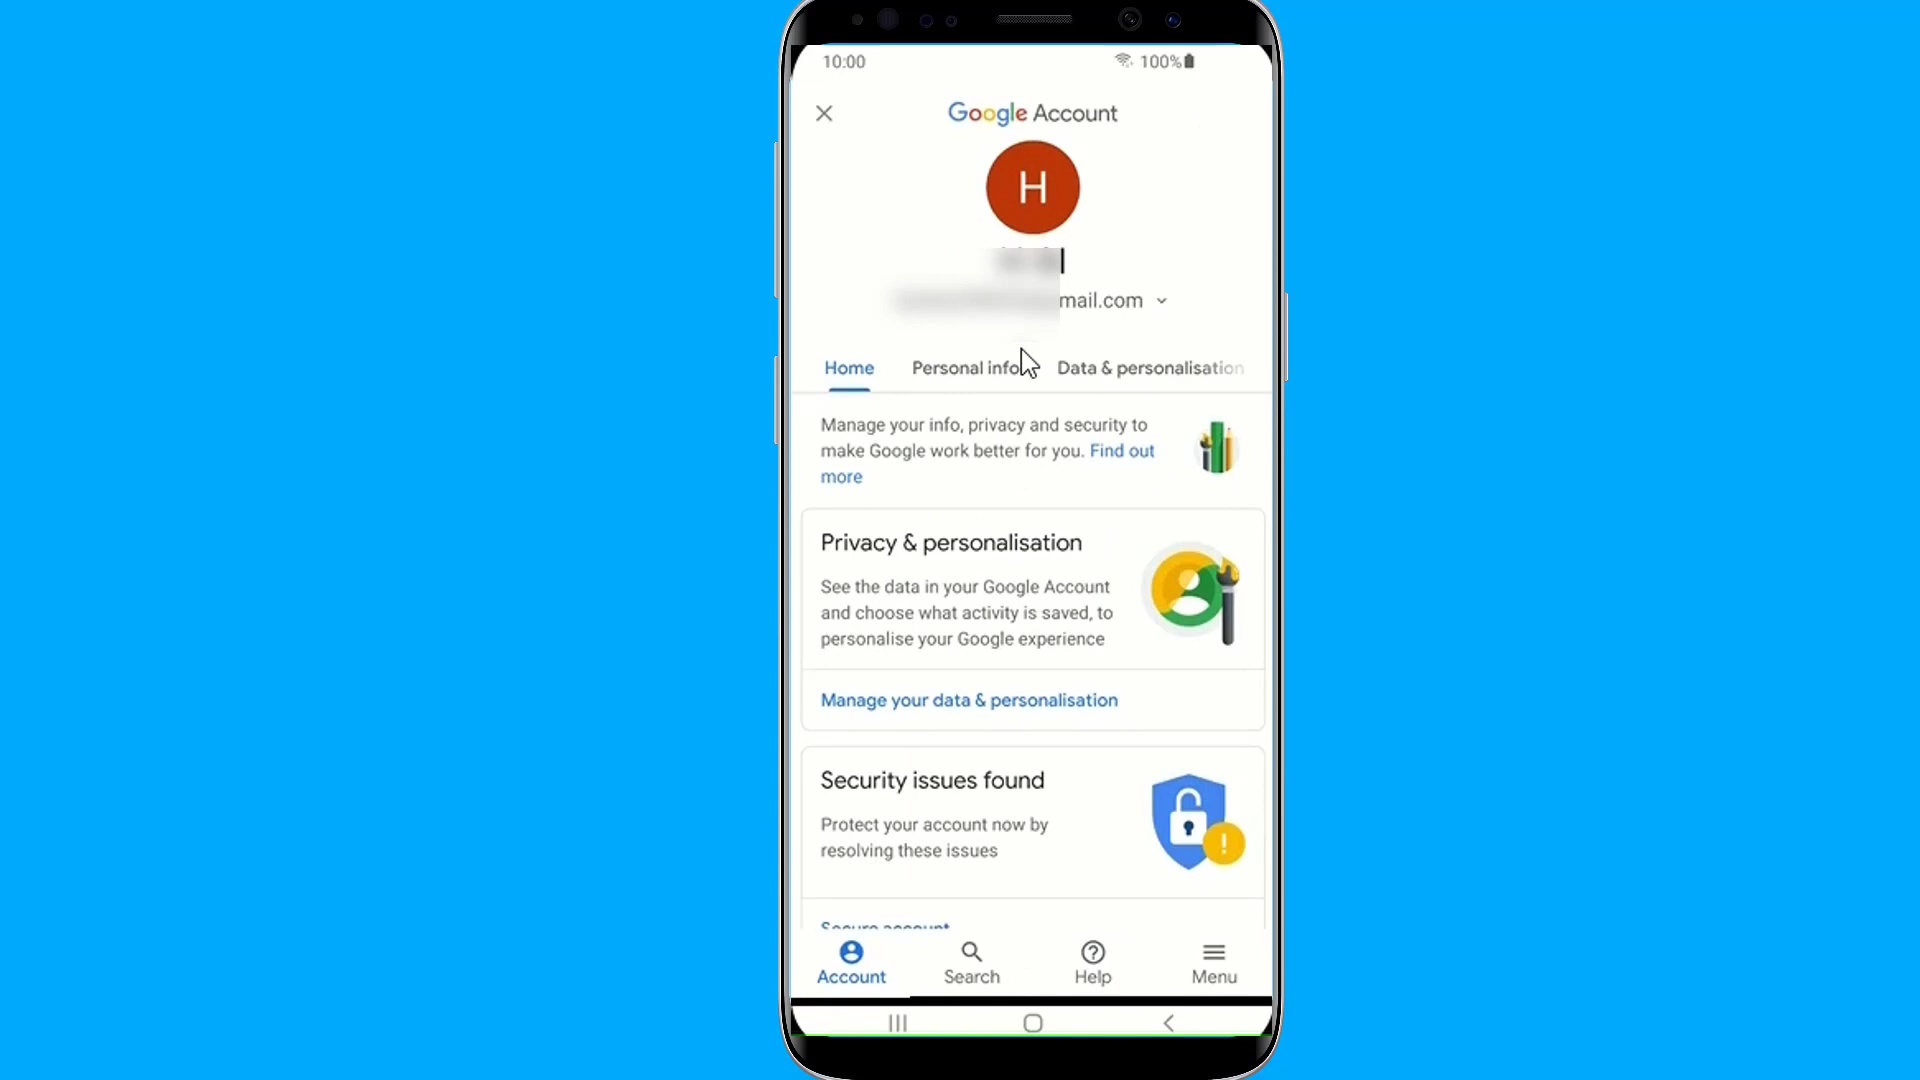 10:00
100%
Google Account
H
mail.com
Home Personal info Data & personalisation
Manage your info, privacy and security to
make Google work better for you. Find out
more
Privacy & personalisation
See the data in your Google Account
and choose what activity is saved, to
personalise your Google experience
Manage your data & personalisation
Security issues found
Protect your account now by
resolving these issues
Secure account
Account Search Help Menu